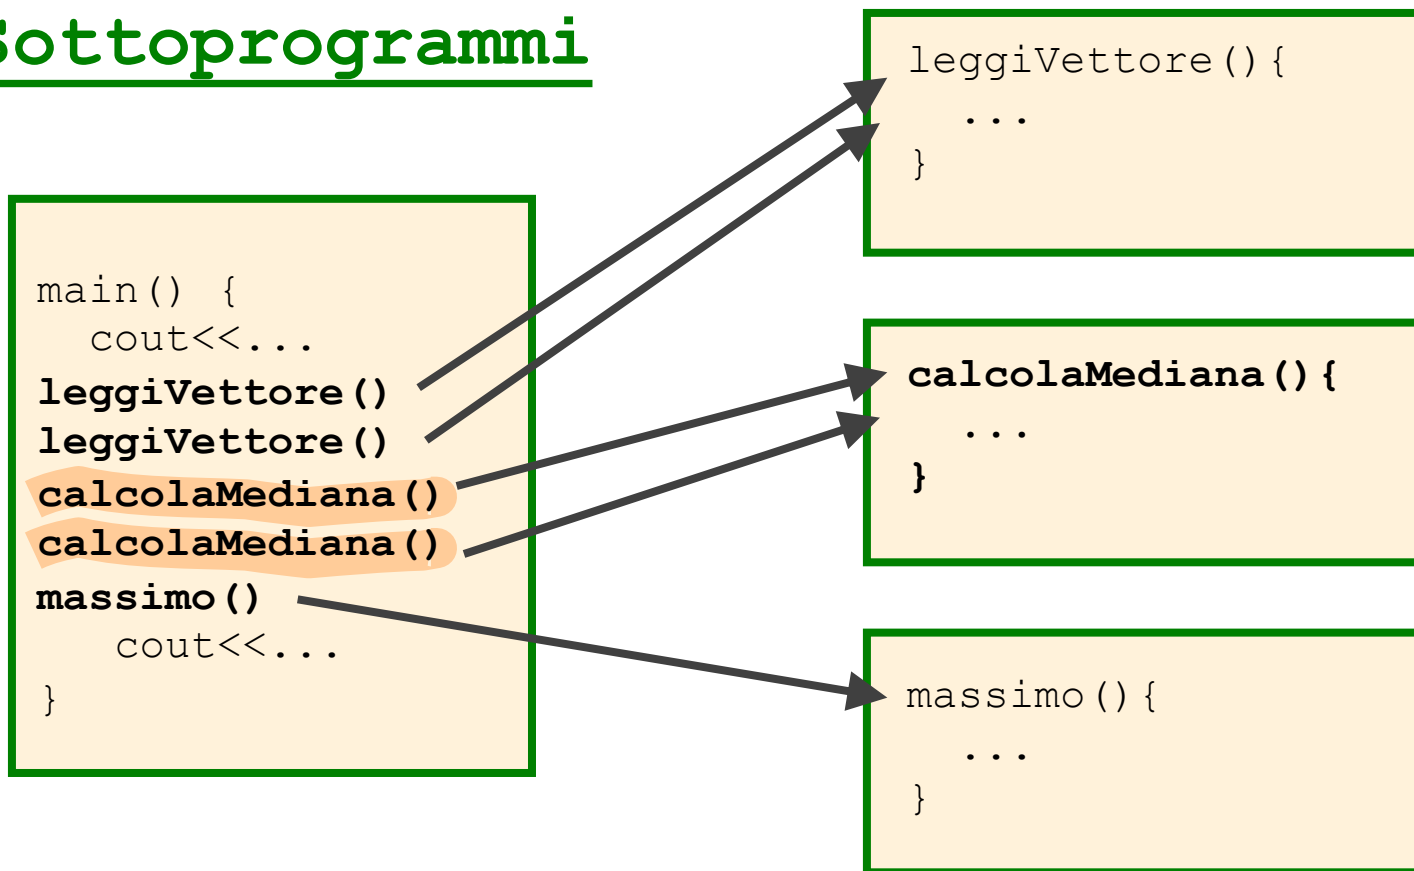 Sottoprogrammi
main() {
cout<<...
leggiVettore()
leggiVettore()
calcolaMediana()
calcolaMediana()
massimo()
cout<<...
}
leggiVettore(){
...
}
calcolaMediana(){
...
}
massimo(){
...
}